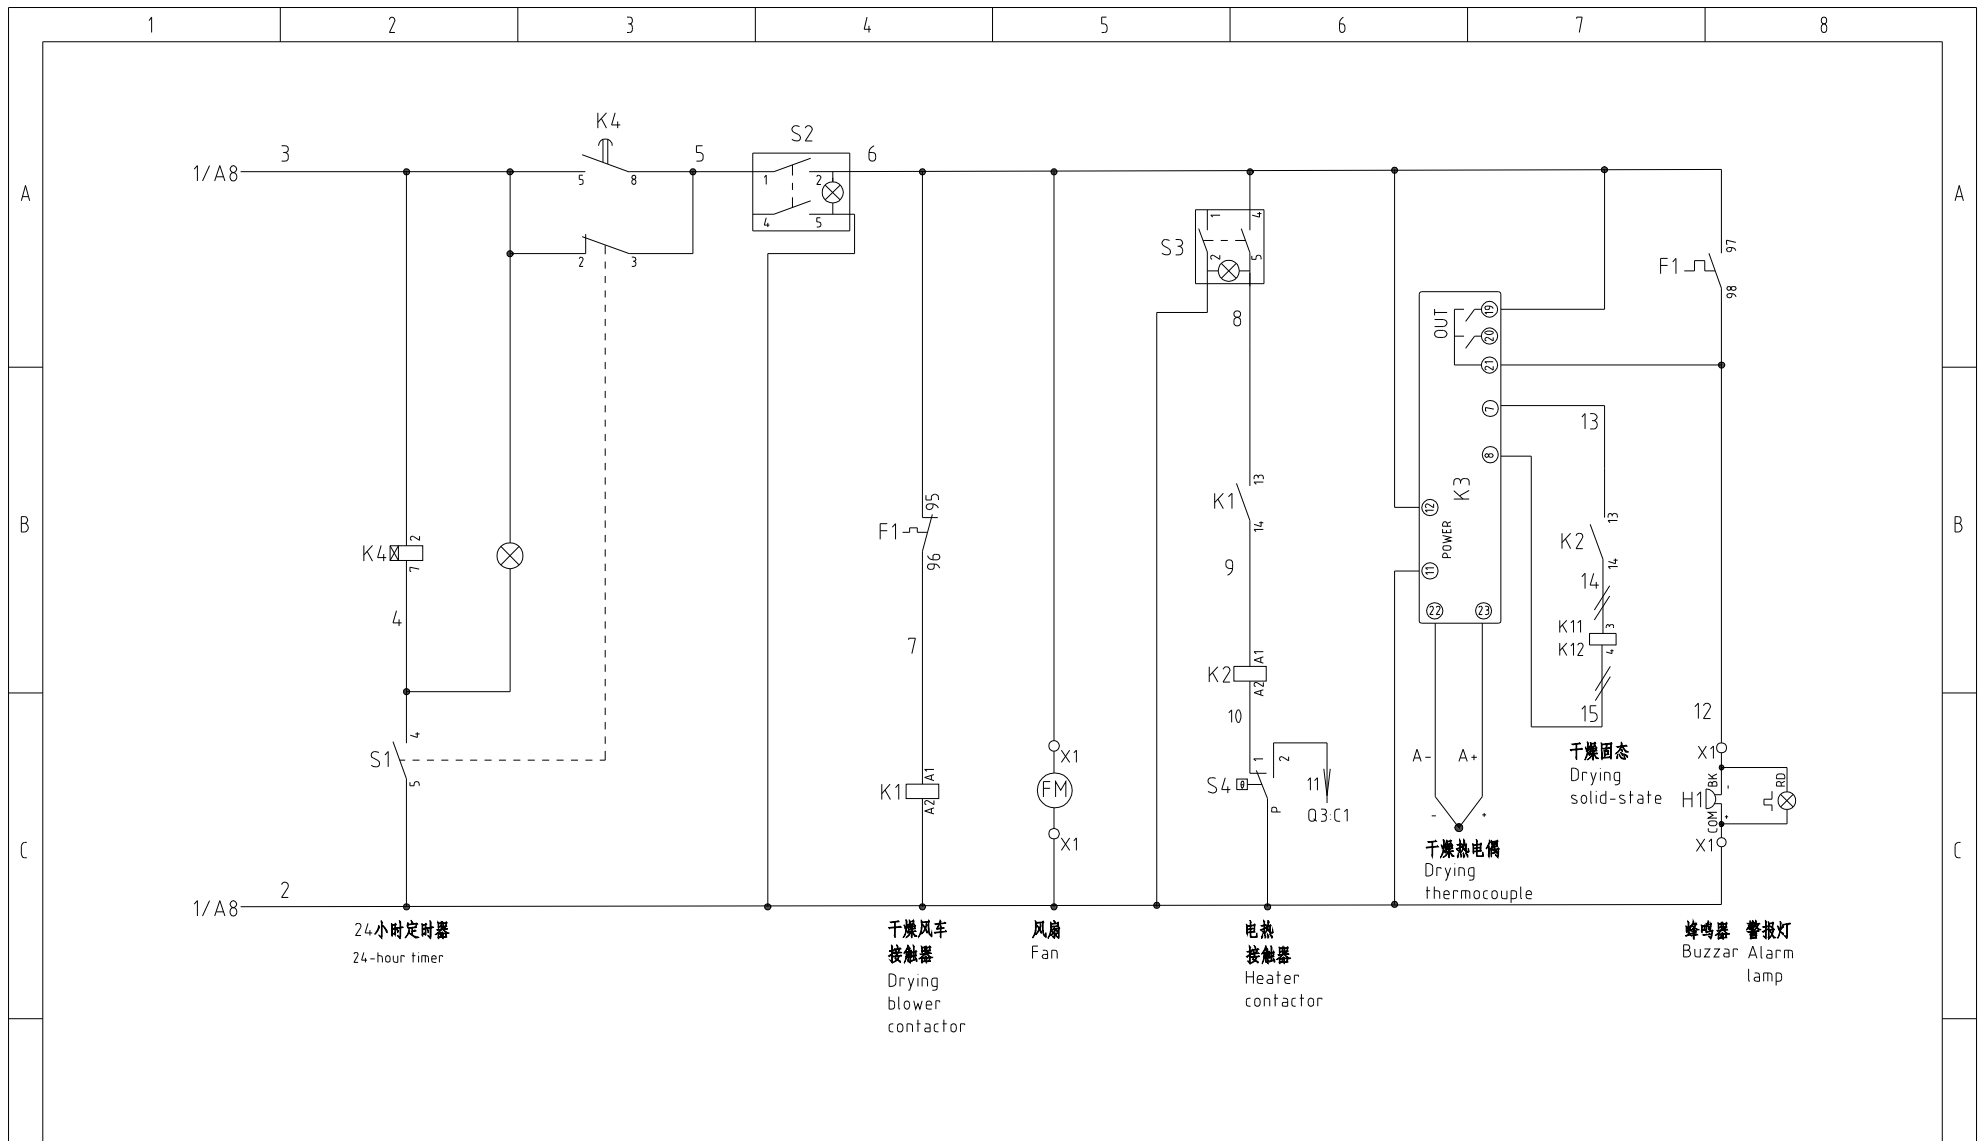 1 2 3 4 5 6 7 8
K4
S2
3 5 6
1/A8
5 8 1 2
A A
4 5
1 4
97
2 3
S3
2 5
F1
98
8
19
OUT
20
21
7
13
8
K3
95
13
12
K1
13
B B
F1
14
POWER
K2
2
K4
96
14
7
9
11
14
22 23
4
K11 3
7
K12 4
A1
K2
A2
10
15
12
4
干燥固态
X1
S1
1 2
A- A+
Drying
5
A1
X1
S4 θ
11
solid-state
BK RD
K1
FM
P
Q3:C1
- +
H1 -
A2
COM +
X1
X1
C C
干燥热电偶
Drying
thermocouple
2
1/A8
24小时定时器
24-hour timer
干燥风车
接触器
Drying
blower
contactor
风扇
Fan
电热
接触器
Heater
contactor
蜂鸣器 警报灯
Buzzar Alarm
lamp